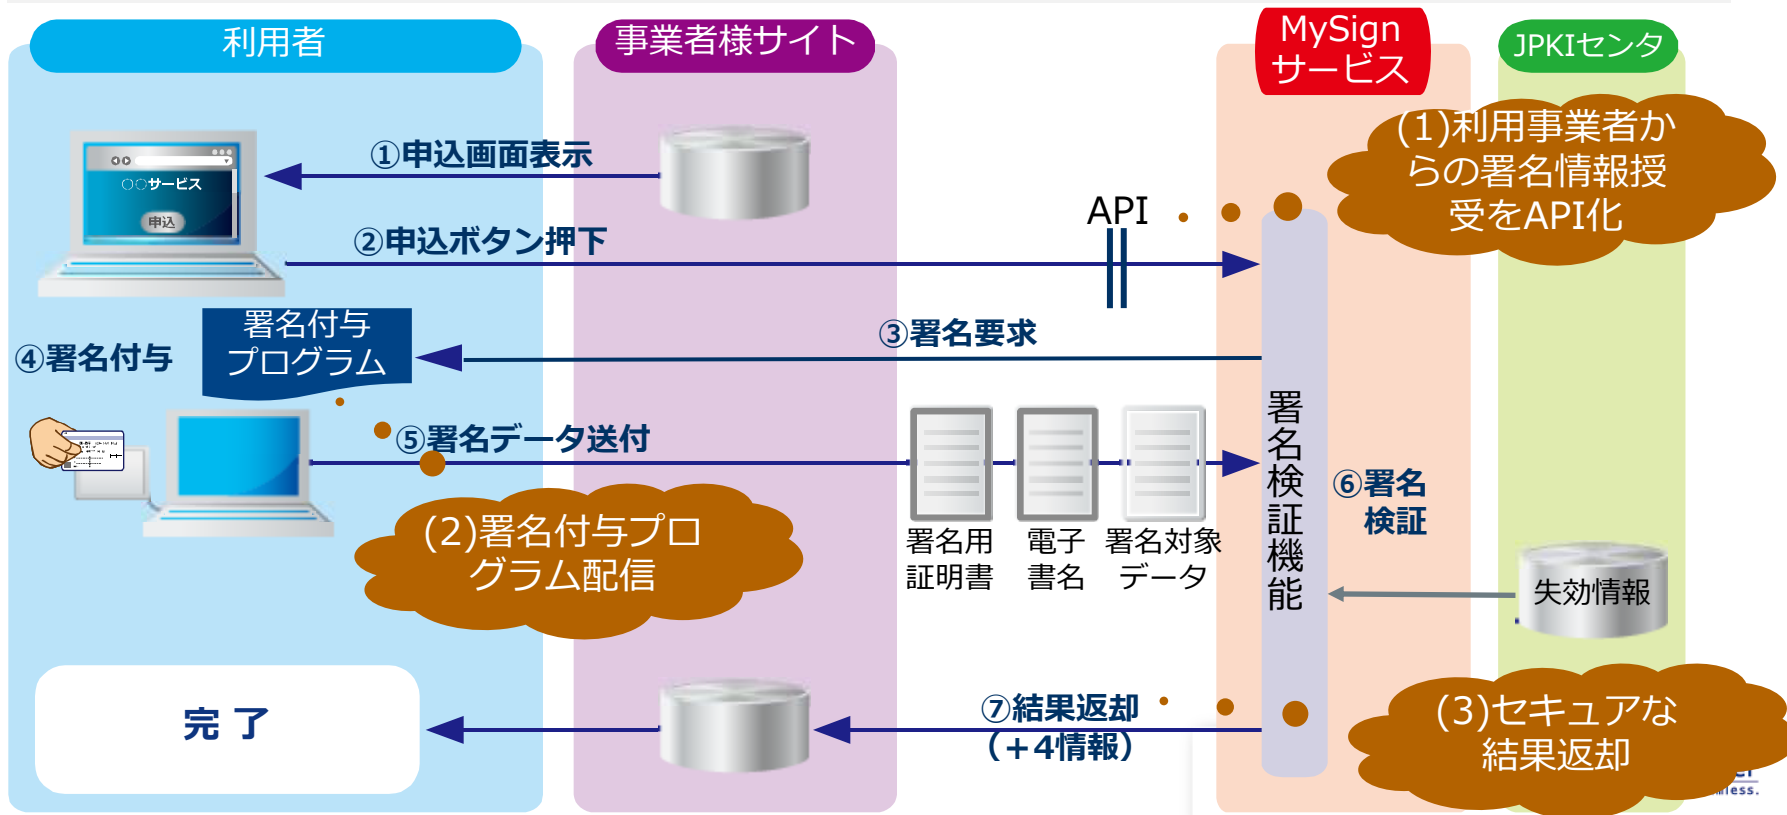 利用者
事業者様サイト
MySign
サービス
JPKIセンタ
(1)利用事業者か
らの署名情報授
受をAPI化
①申込画面表示
○○サービス
申込
API
②申込ボタン押下
署名付与
プログラム
③署名要求
④署名付与
⑤署名データ送付
署名用
証明書
電子
書名
署名対象
データ
署名検証機能
⑥署名
検証
(2)署名付与プロ
グラム配信
失効情報
完了
⑦結果返却
（＋4情報）
(3)セキュアな
結果返却